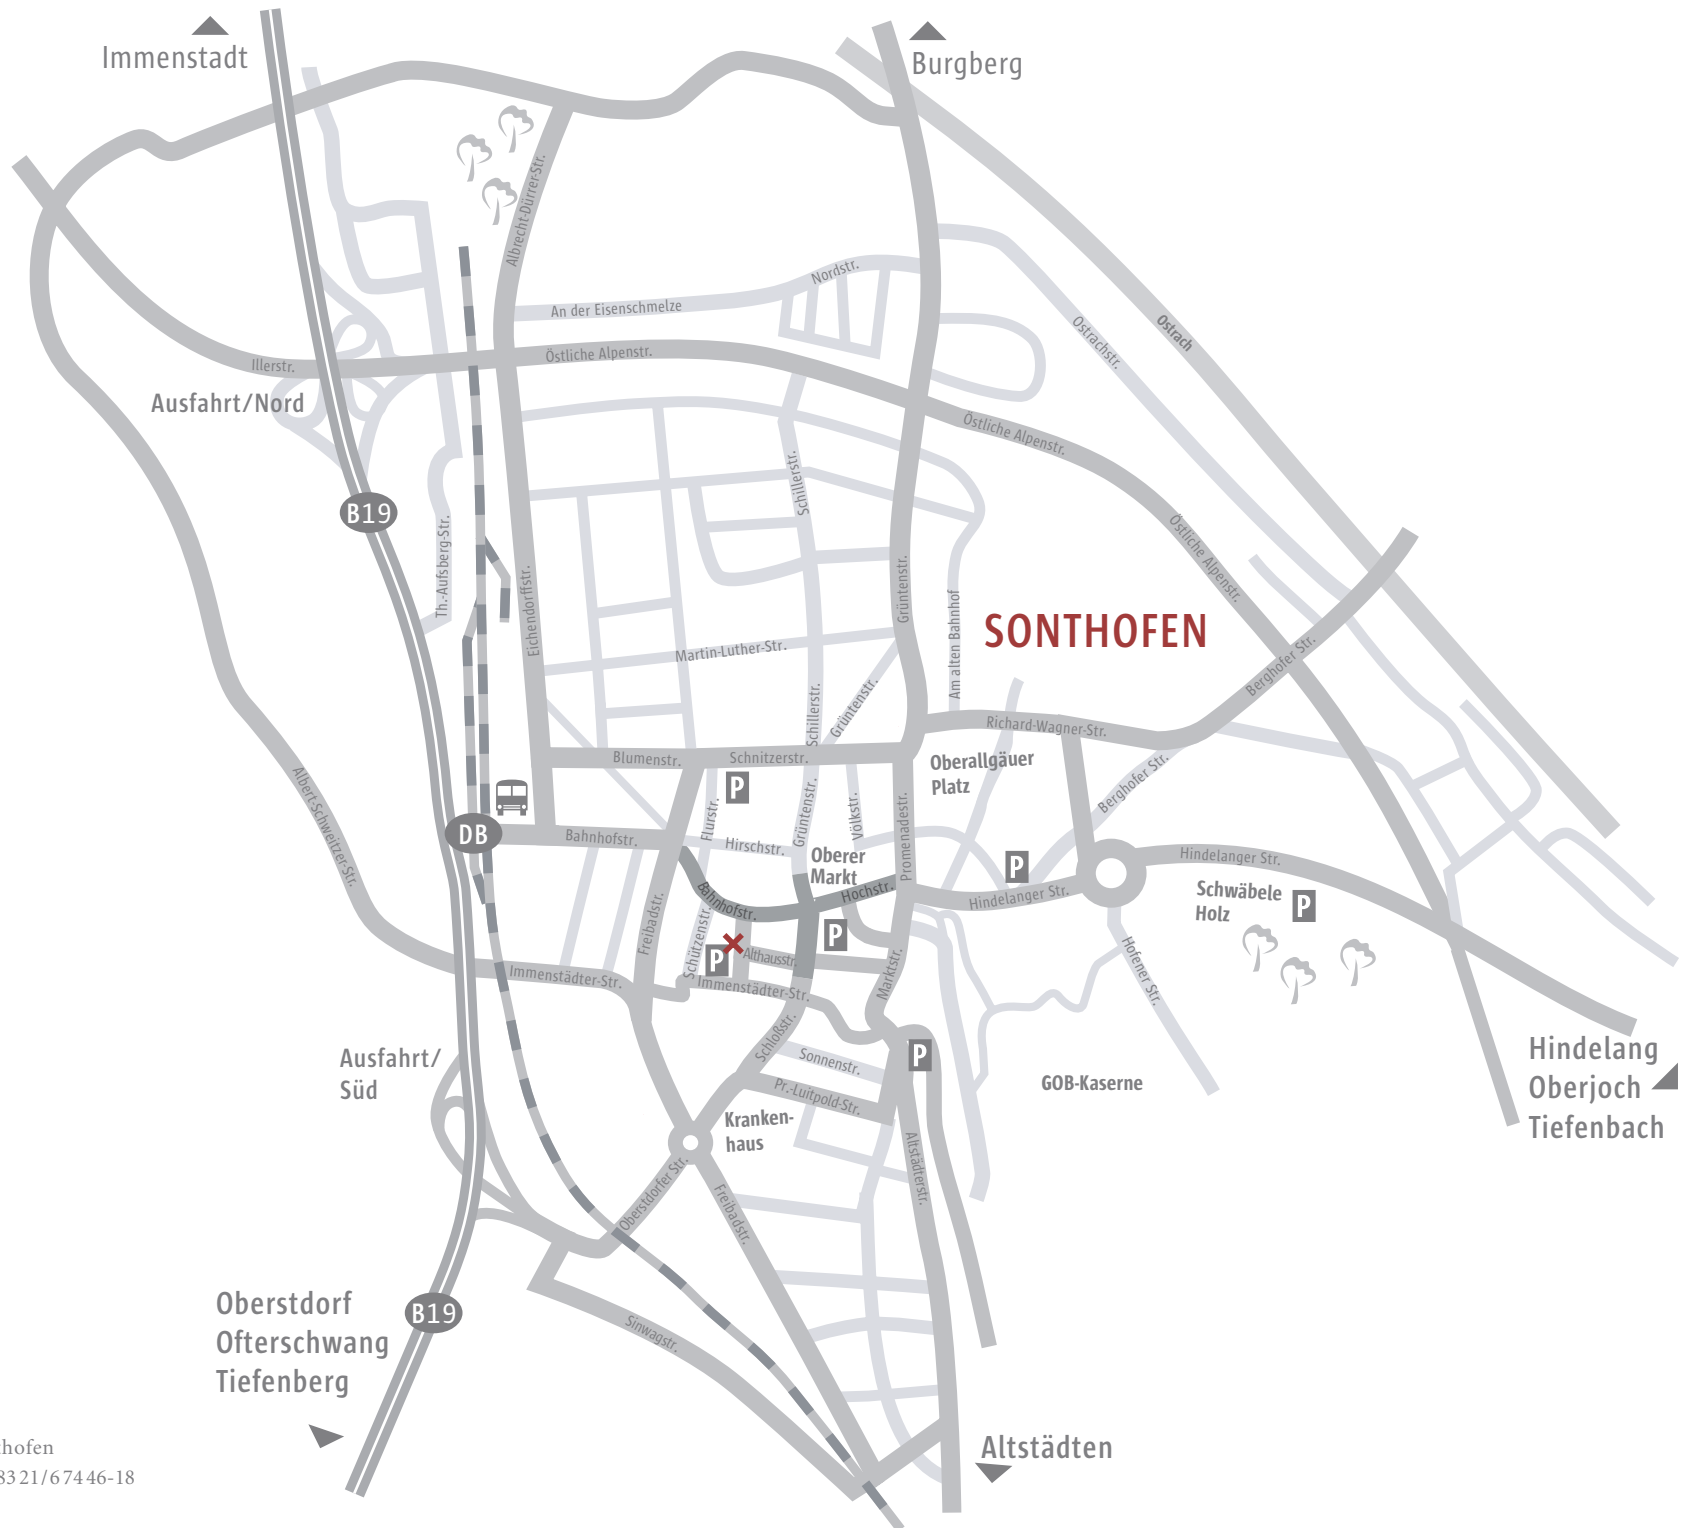 Immenstadt
Burgberg
Albrecht-Dürrer-Str.
Nordstr.
An der Eisenschmelze
Ostrachstr.
Ostrach
Illerstr.
Östliche Alpenstr.
Ausfahrt/Nord
Östliche Alpenstr.
B19
Schillerstr.
Östliche Alpenstr.
Th.-Aufsberg-Str.
Eichendorffstr.
Grüntenstr.
Am alten Bahnhof
SONTHOFEN
Martin-Luther-Str.
Berghofer Str.
Schillerstr.
Grüntenstr.
Richard-Wagner-Str.
Blumenstr.
Schnitzerstr.
Oberallgäuer
Platz
Berghofer Str.
P
Albert-Schweitzer-Str.
Flurstr.
Grüntenstr.
Völkstr.
Promenadestr.
DB
Bahnhofstr.
Hirschstr.
Oberer
Markt
P
Hindelanger Str.
Bahnhofstr.
Hochstr.
Hindelanger Str.
Schwäbele
Holz
P
Freibadstr.
Schützenstr.
P
P
Althausstr.
Marktstr.
Hofener Str.
Immenstädter-Str.
Immenstädter-Str.
Schloßstr.
Sonnenstr.
P
Ausfahrt/
Süd
Pr.-Luitpold-Str.
GOB-Kaserne
Hindelang
Oberjoch
Tiefenbach
Kranken-
haus
Altstädterstr.
Oberstdorfer Str.
Freibadstr.
Oberstdorf
Ofterschwang
Tiefenberg
B19
Sinwagstr.
Altstädten
thofen
8321/67446-18